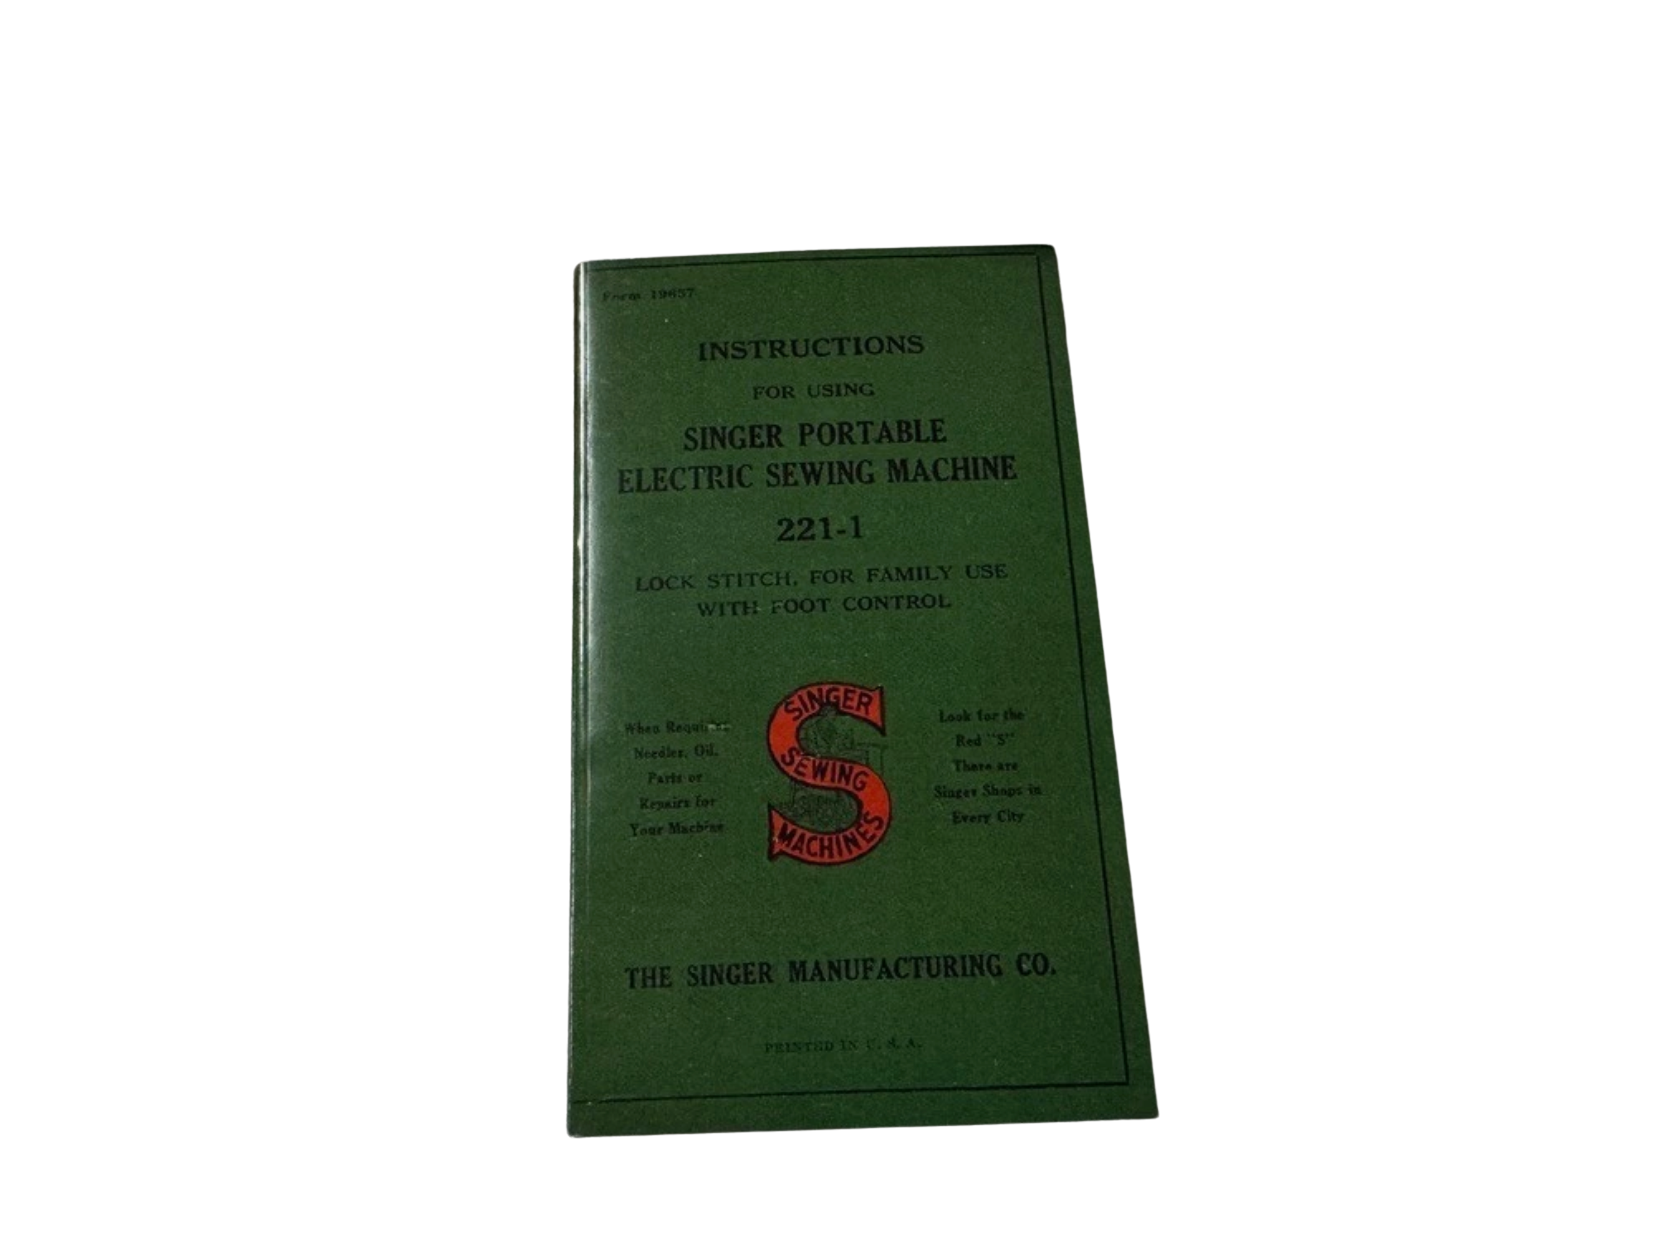 Form 19657
INSTRUCTIONS
FOR USING
SINGER PORTABLE
ELECTRIC SEWING MACHINE
221-1
LOCK STITCH, FOR FAMILY USE
WITH FOOT CONTROL
When Requiring
Needles, Oil,
Parts or
Repairs for
Your Machine
SINGER
SEWING
MACHINES
Look for the
Red "S"
There are
Singer Shops in
Every City
THE SINGER MANUFACTURING CO.
PRINTED IN U. S. A.